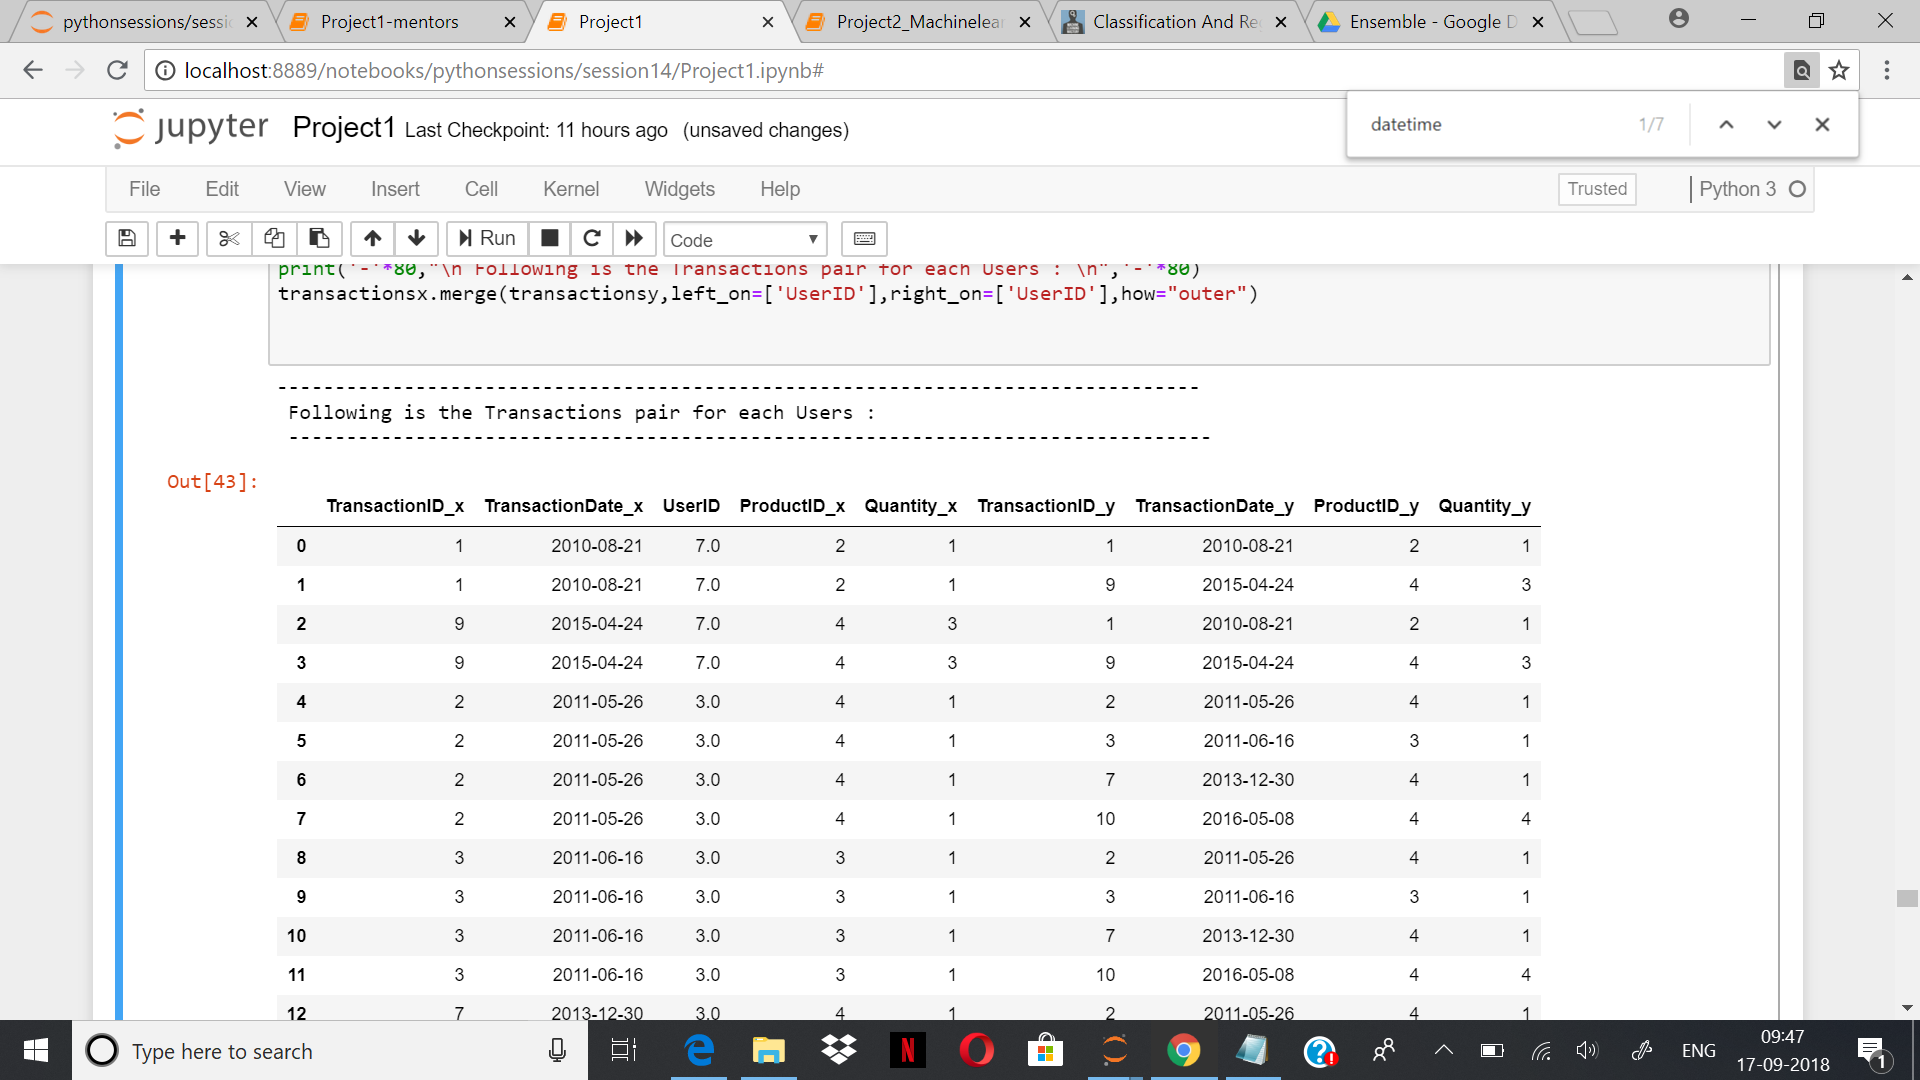 pythonsessions/sessi
Project1-mentors
Project1
Project2_Machinelear
Classification And Re
Ensemble - Google D
localhost:8889/notebooks/pythonsessions/session14/Project1.ipynb#
datetime 1/7
jupyter Project1 Last Checkpoint: 11 hours ago (unsaved changes)
File Edit View Insert Cell Kernel Widgets Help Trusted Python 3
Run Code
print('-'*80,"\n Following is the Transactions pair for each Users : \n",'-'*80)
transactionsx.merge(transactionsy,left_on=['UserID'],right_on=['UserID'],how="outer")
--------------------------------------------------------------------------------
Following is the Transactions pair for each Users :
--------------------------------------------------------------------------------
Out[43]:
TransactionID_x TransactionDate_x UserID ProductID_x Quantity_x TransactionID_y TransactionDate_y ProductID_y Quantity_y
0 1 2010-08-21 7.0 2 1 1 2010-08-21 2 1
1 1 2010-08-21 7.0 2 1 9 2015-04-24 4 3
2 9 2015-04-24 7.0 4 3 1 2010-08-21 2 1
3 9 2015-04-24 7.0 4 3 9 2015-04-24 4 3
4 2 2011-05-26 3.0 4 1 2 2011-05-26 4 1
5 2 2011-05-26 3.0 4 1 3 2011-06-16 3 1
6 2 2011-05-26 3.0 4 1 7 2013-12-30 4 1
7 2 2011-05-26 3.0 4 1 10 2016-05-08 4 4
8 3 2011-06-16 3.0 3 1 2 2011-05-26 4 1
9 3 2011-06-16 3.0 3 1 3 2011-06-16 3 1
10 3 2011-06-16 3.0 3 1 7 2013-12-30 4 1
11 3 2011-06-16 3.0 3 1 10 2016-05-08 4 4
12 7 2013-12-30 3.0 4 1 2 2011-05-26 4 1
Type here to search
N
ENG
09:47
17-09-2018
1